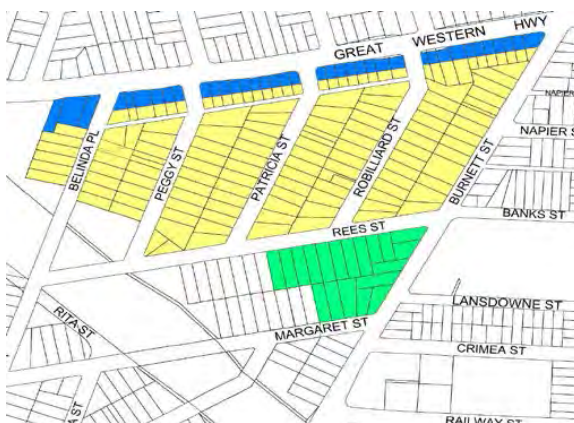 GREAT WESTERN HWY
NAPIER S
BELINDA PL
PEGGY ST
PATRICIA ST
ROBILLIARD ST
BURNETT ST
BANKS ST
REES ST
LANSDOWNE ST
RITA ST
MARGARET ST
CRIMEA ST
A ST
RAILWAY ST